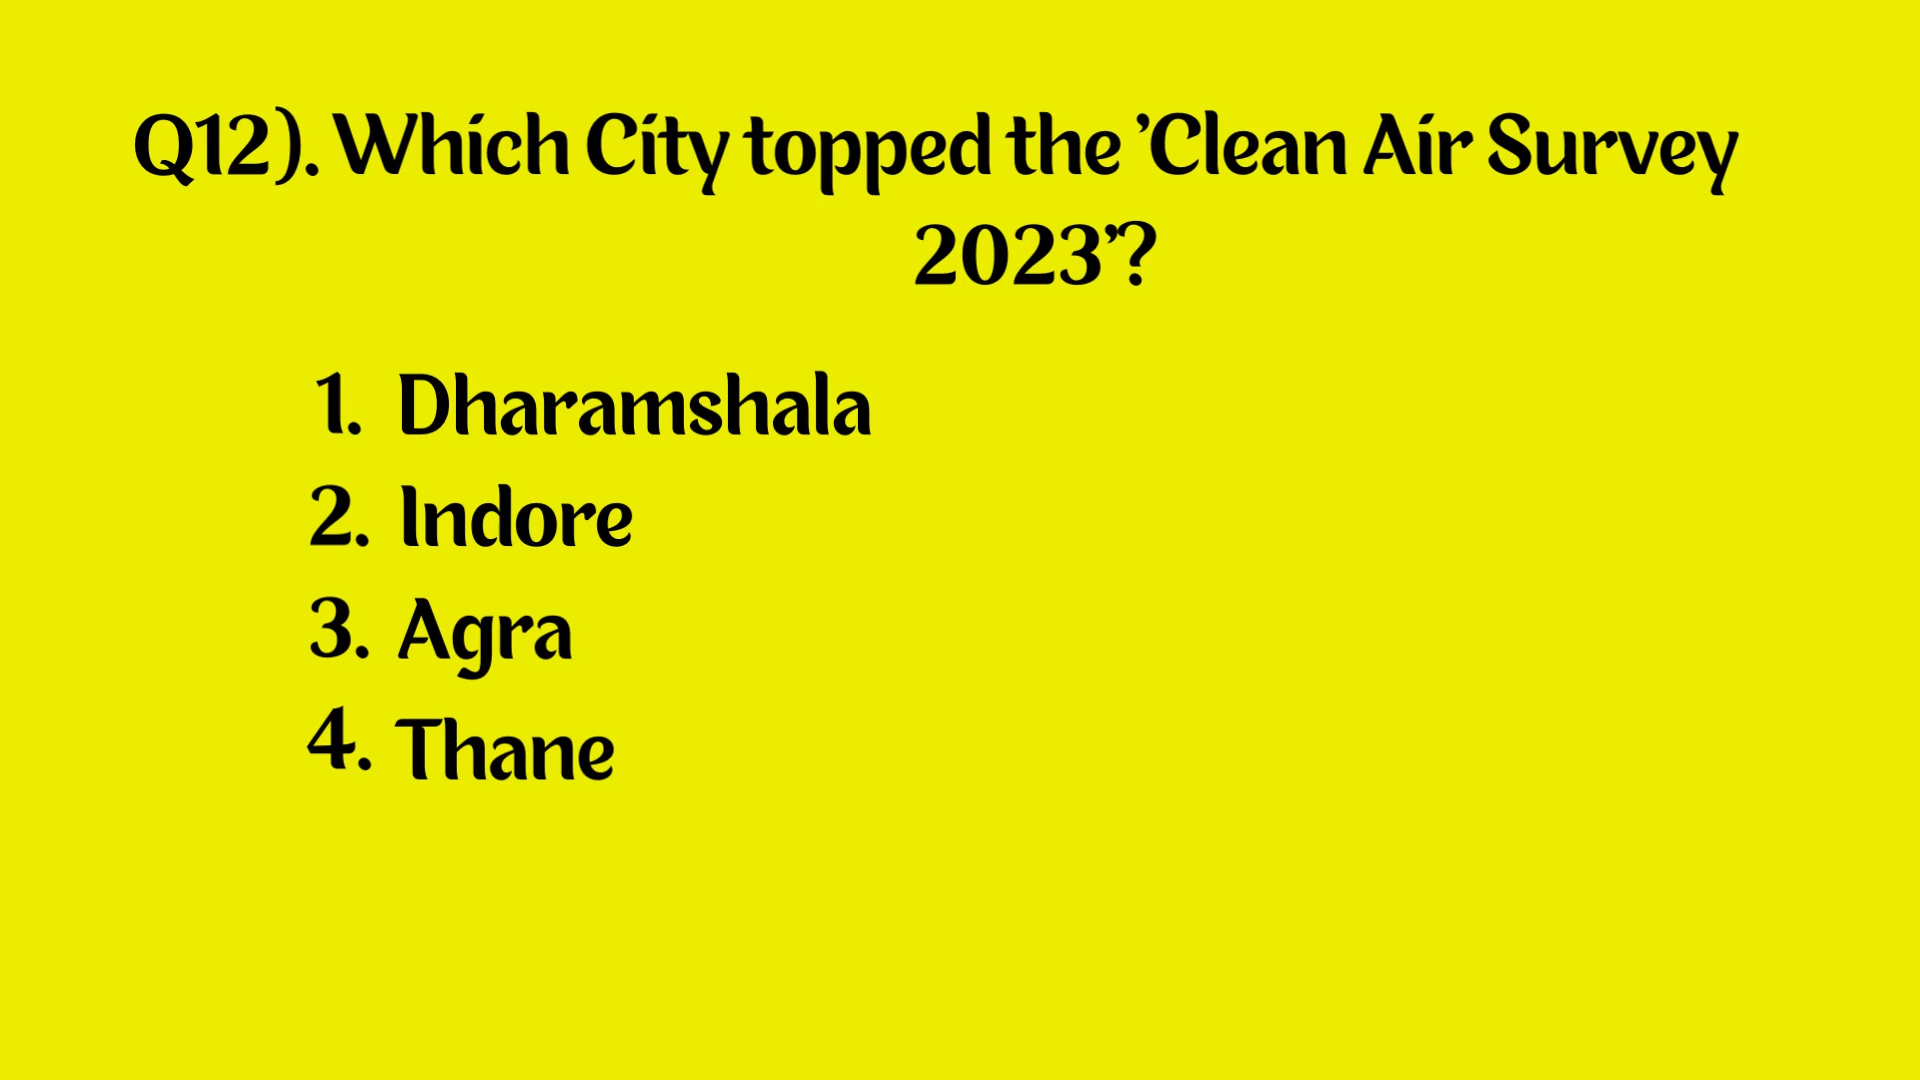 Q12). Which City topped the ’Clean Air Survey
2023’?
1. Dharamshala
2. Indore
3. Agra
4. Thane